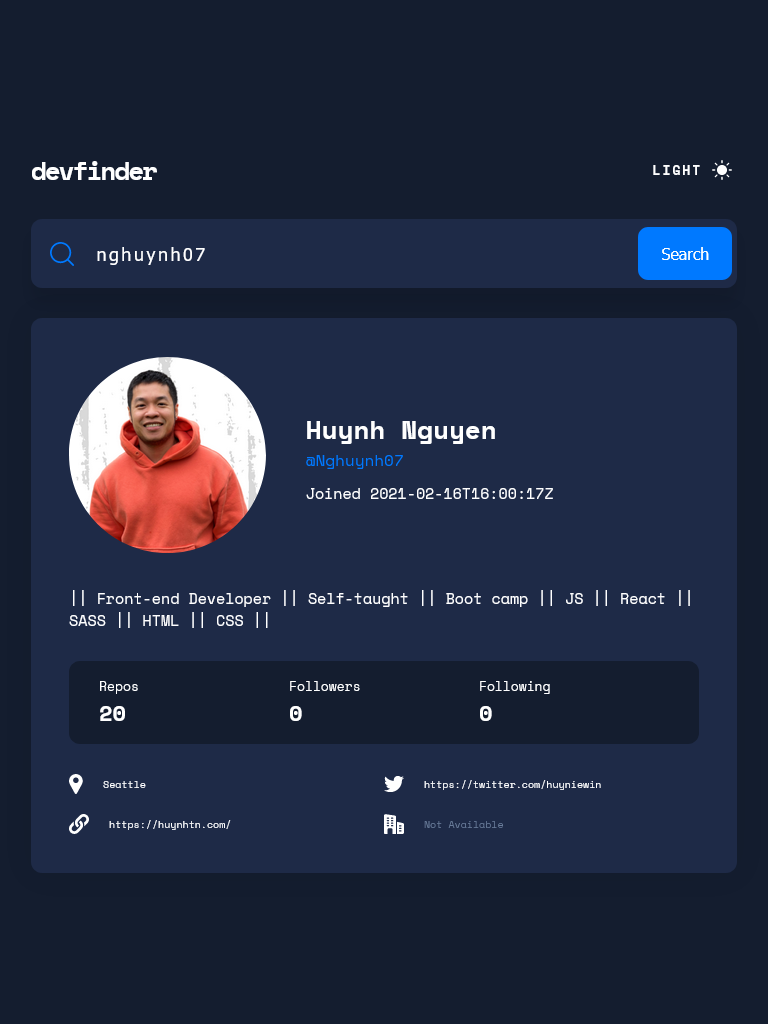 devfinder
LIGHT
nghuynh07
Search
Huynh Nguyen
@Nghuynh07
Joined 2021-02-16T16:00:17Z
|| Front-end Developer || Self-taught || Boot camp || JS || React ||
SASS || HTML || CSS ||
Repos Followers Following
20 0 0
Seattle https://twitter.com/huyniewin
https://huynhtn.com/ Not Available